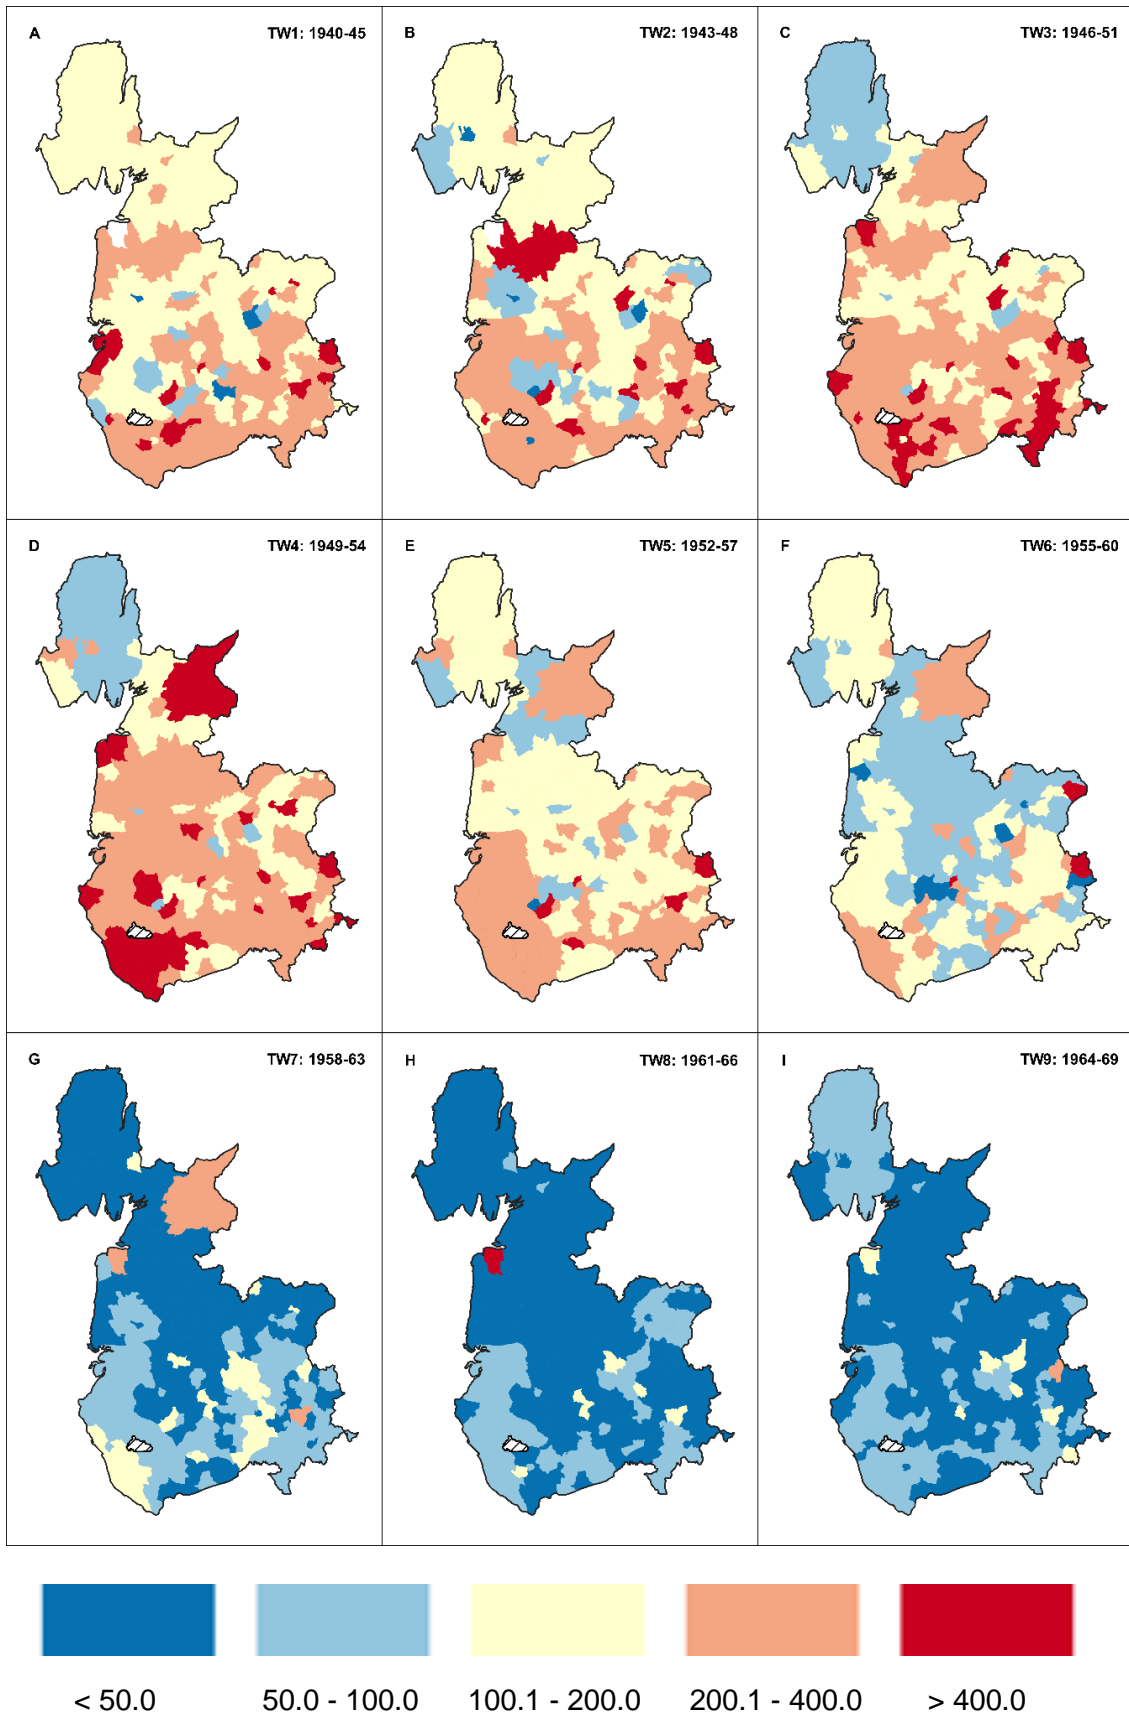 A TW1: 1940-45
B TW2: 1943-48
C TW3: 1946-51
D TW4: 1949-54
E TW5: 1952-57
F TW6: 1955-60
G TW7: 1958-63
H TW8: 1961-66
I TW9: 1964-69
< 50.0 50.0 - 100.0 100.1 - 200.0 200.1 - 400.0 > 400.0